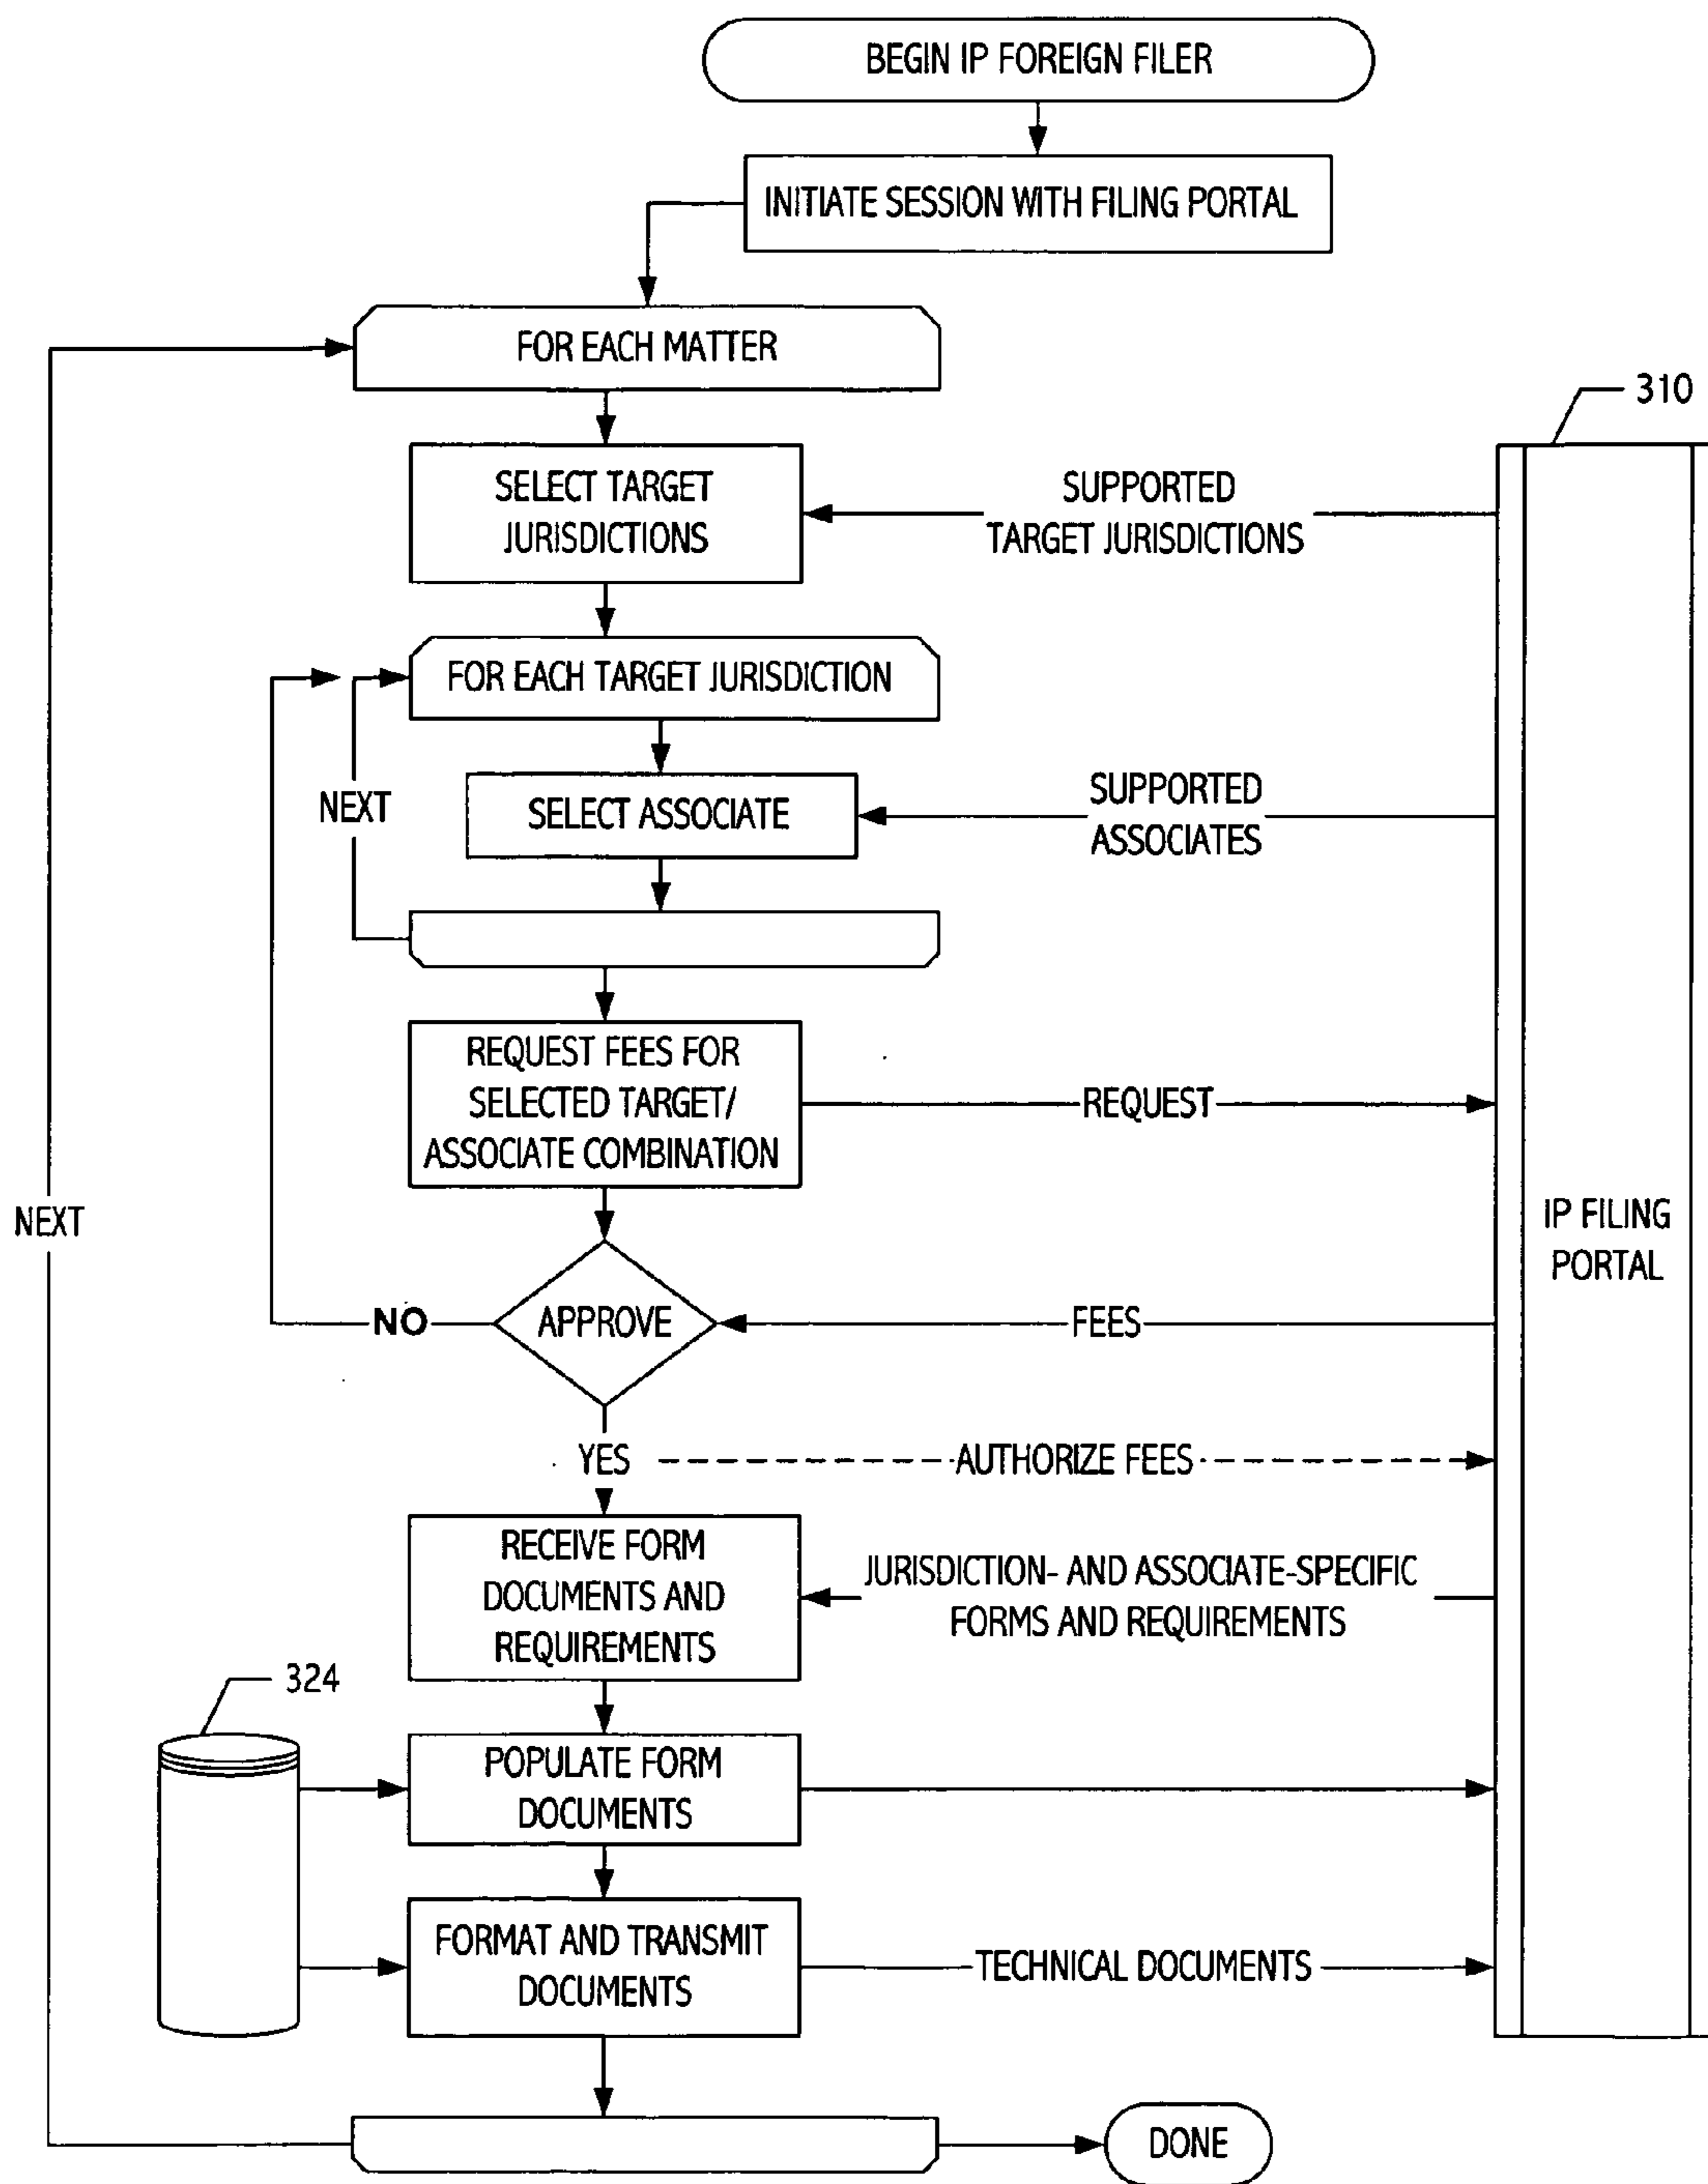 BEGIN IP FOREIGN FILER
INITIATE SESSION WITH FILING PORTAL
FOR EACH MATTER
310
SELECT TARGET
JURISDICTIONS
SUPPORTED
TARGET JURISDICTIONS
FOR EACH TARGET JURISDICTION
NEXT
SELECT ASSOCIATE
SUPPORTED
ASSOCIATES
REQUEST FEES FOR
SELECTED TARGET/
ASSOCIATE COMBINATION
REQUEST
NEXT
IP FILING
PORTAL
NO
APPROVE
FEES
YES
AUTHORIZE FEES
RECEIVE FORM
DOCUMENTS AND
REQUIREMENTS
JURISDICTION- AND ASSOCIATE-SPECIFIC
FORMS AND REQUIREMENTS
324
POPULATE FORM
DOCUMENTS
FORMAT AND TRANSMIT
DOCUMENTS
TECHNICAL DOCUMENTS
DONE